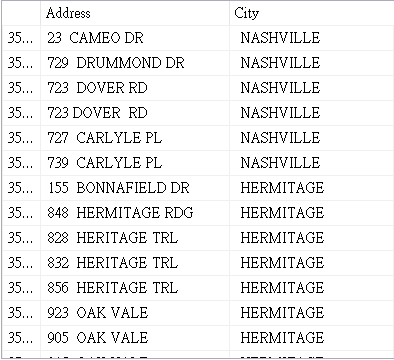 Address City
35... 23 CAMEO DR NASHVILLE
35... 729 DRUMMOND DR NASHVILLE
35... 723 DOVER RD NASHVILLE
35... 723 DOVER RD NASHVILLE
35... 727 CARLYLE PL NASHVILLE
35... 739 CARLYLE PL NASHVILLE
35... 155 BONNAFIELD DR HERMITAGE
35... 848 HERMITAGE RDG HERMITAGE
35... 828 HERITAGE TRL HERMITAGE
35... 832 HERITAGE TRL HERMITAGE
35... 856 HERITAGE TRL HERMITAGE
35... 923 OAK VALE HERMITAGE
35... 905 OAK VALE HERMITAGE